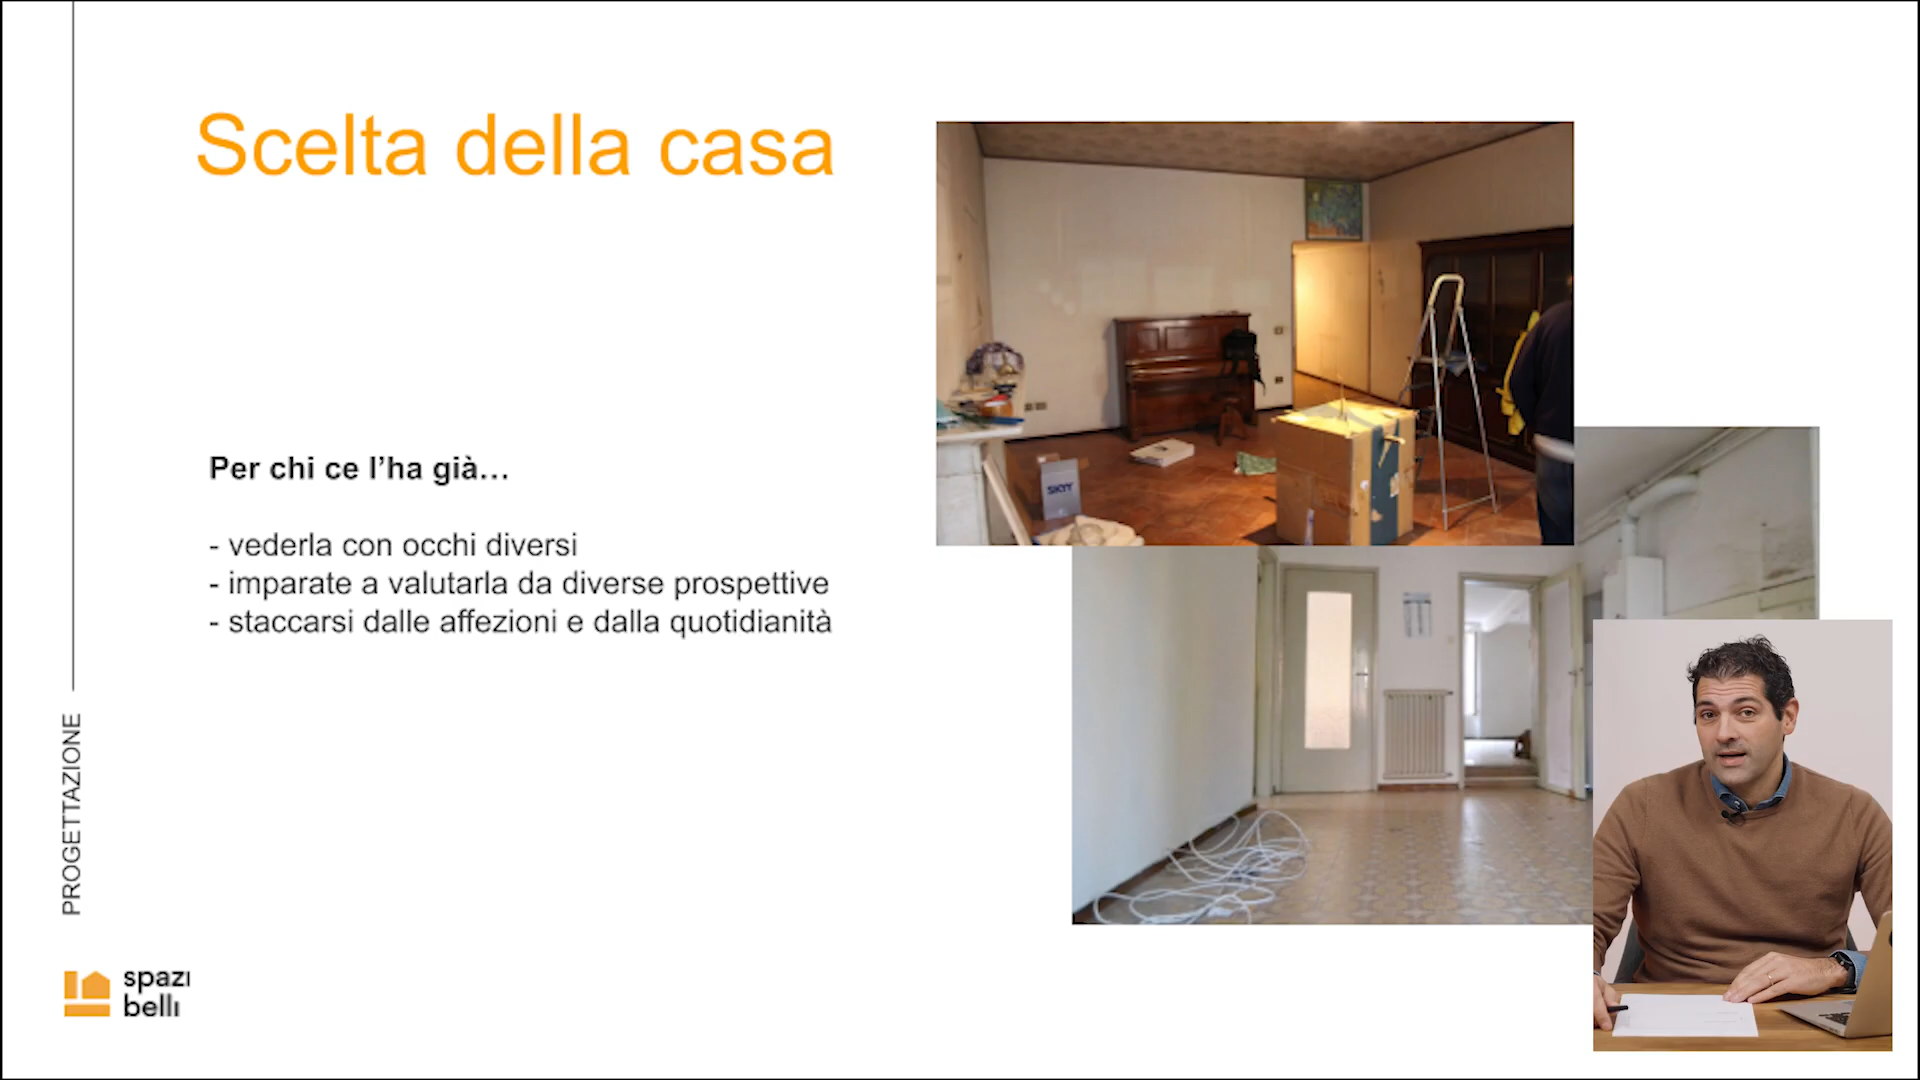 Scelta della casa
Per chi ce l’ha già…
- vederla con occhi diversi
- imparate a valutarla da diverse prospettive
- staccarsi dalle affezioni e dalla quotidianità
PROGETTAZIONE
spazi
belli
SKYY